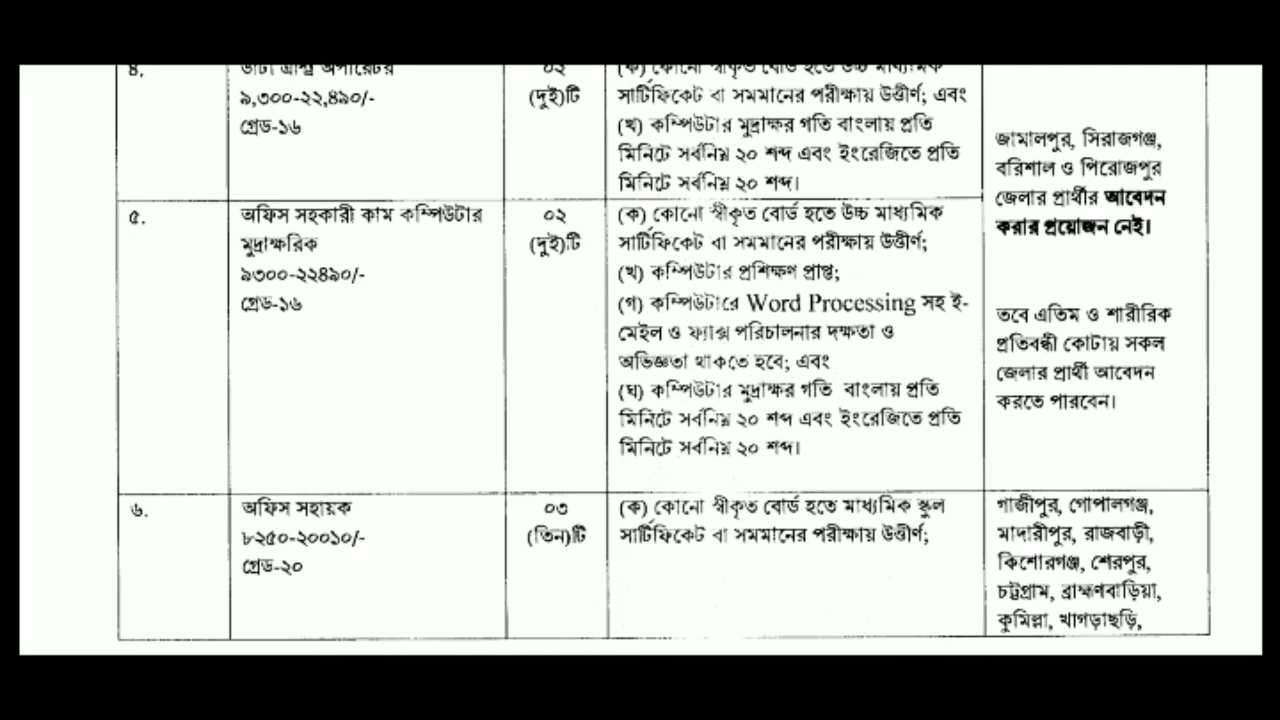 ৪.
ডাটা এন্ট্রি অপারেটর
৯,৩০০-২২,৪৯০/-
গ্রেড-১৬
০২
(দুই)টি
(ক) কোনো স্বীকৃত বোর্ড হতে উচ্চ মাধ্যমিক
সার্টিফিকেট বা সমমানের পরীক্ষায় উত্তীর্ণ; এবং
(খ) কম্পিউটার মুদ্রাক্ষর গতি বাংলায় প্রতি
মিনিটে সর্বনিম্ন ২০ শব্দ এবং ইংরেজিতে প্রতি
মিনিটে সর্বনিম্ন ২০ শব্দ।
জামালপুর, সিরাজগঞ্জ,
বরিশাল ও পিরোজপুর
জেলার প্রার্থীর আবেদন
করার প্রয়োজন নেই।
তবে এতিম ও শারীরিক
প্রতিবন্ধী কোটায় সকল
জেলার প্রার্থী আবেদন
করতে পারবেন।
৫.
অফিস সহকারী কাম কম্পিউটার
মুদ্রাক্ষরিক
৯৩০০-২২৪৯০/-
গ্রেড-১৬
০২
(দুই)টি
(ক) কোনো স্বীকৃত বোর্ড হতে উচ্চ মাধ্যমিক
সার্টিফিকেট বা সমমানের পরীক্ষায় উত্তীর্ণ;
(খ) কম্পিউটার প্রশিক্ষণ প্রাপ্ত;
(গ) কম্পিউটারে Word Processing সহ ই-
মেইল ও ফ্যাক্স পরিচালনার দক্ষতা ও
অভিজ্ঞতা থাকতে হবে; এবং
(ঘ) কম্পিউটার মুদ্রাক্ষর গতি বাংলায় প্রতি
মিনিটে সর্বনিম্ন ২০ শব্দ এবং ইংরেজিতে প্রতি
মিনিটে সর্বনিম্ন ২০ শব্দ।
৬.
অফিস সহায়ক
৮২৫০-২০০১০/-
গ্রেড-২০
০৩
(তিন)টি
(ক) কোনো স্বীকৃত বোর্ড হতে মাধ্যমিক স্কুল
সার্টিফিকেট বা সমমানের পরীক্ষায় উত্তীর্ণ;
গাজীপুর, গোপালগঞ্জ,
মাদারীপুর, রাজবাড়ী,
কিশোরগঞ্জ, শেরপুর,
চট্টগ্রাম, ব্রাহ্মণবাড়িয়া,
কুমিল্লা, খাগড়াছড়ি,